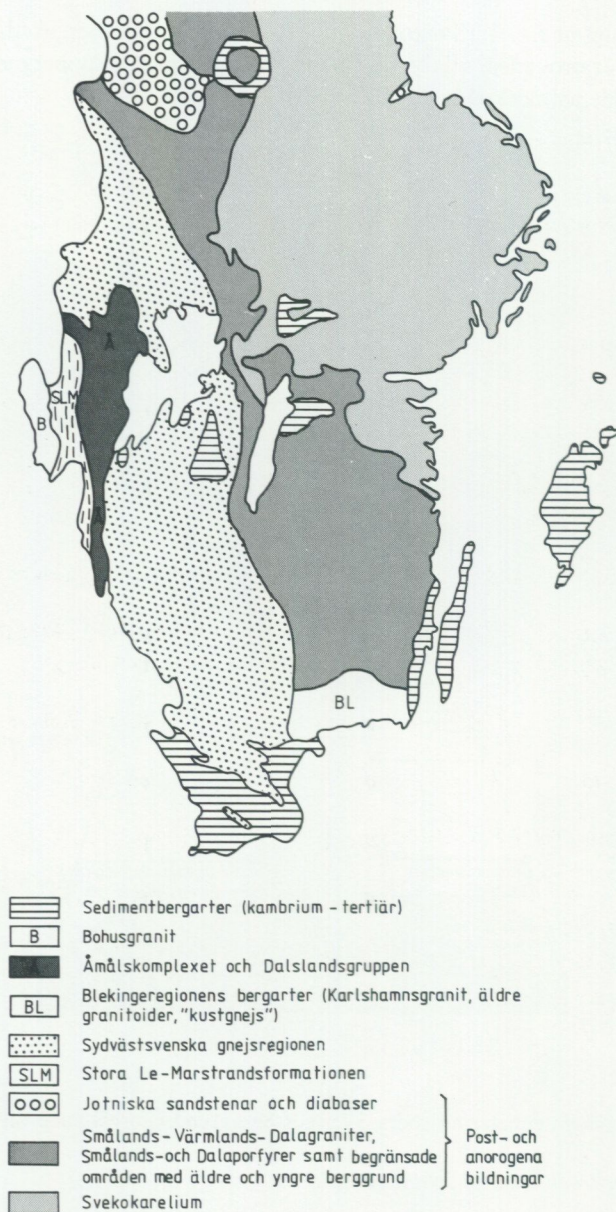 Å
SLM
B
Å
BL
Sedimentbergarter (kambrium - tertiär)
B Bohusgranit
Å Åmålskomplexet och Dalslandsgruppen
BL Blekingeregionens bergarter (Karlshamnsgranit, äldre
granitoider, "kustgnejs")
Sydvästsvenska gnejsregionen
SLM Stora Le-Marstrandsformationen
Jotniska sandstenar och diabaser
Smålands- Värmlands- Dalagraniter,
Smålands-och Dalaporfyrer samt begränsade
områden med äldre och yngre berggrund
Post- och
anorogena
bildningar
Svekokarelium